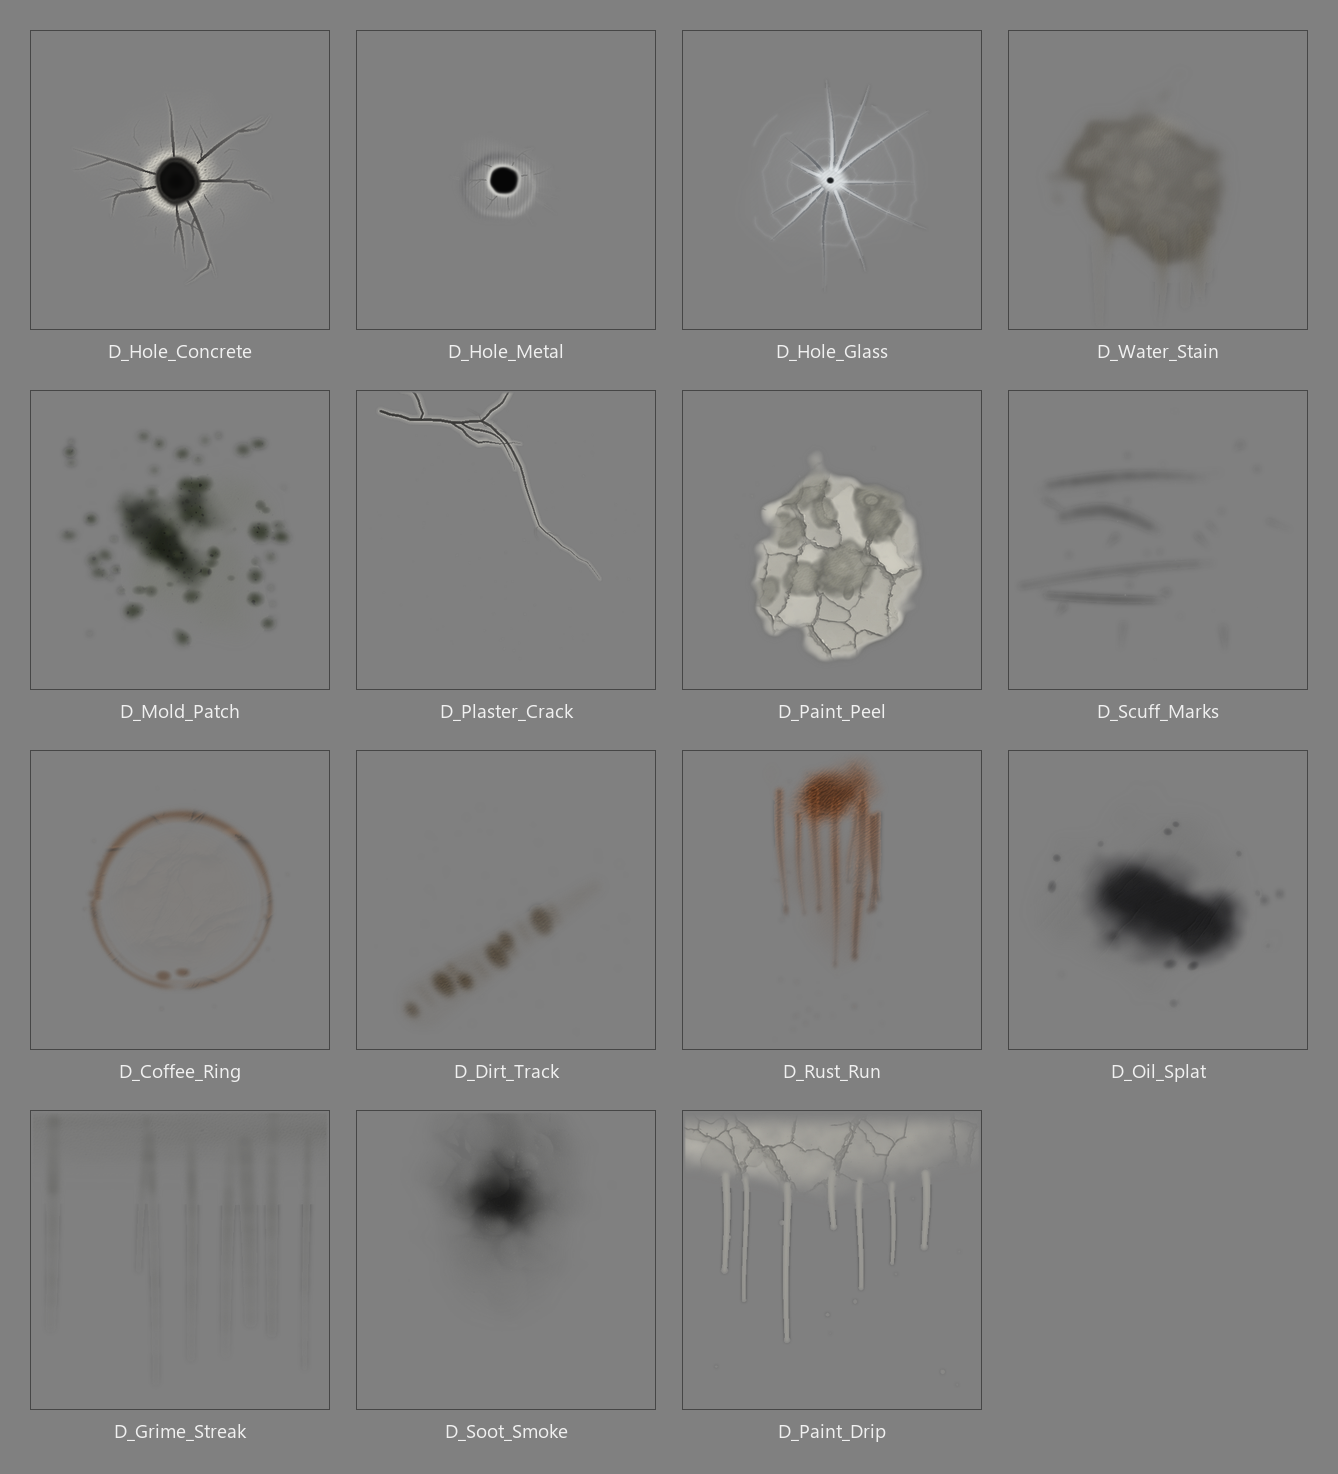 D_Hole_Concrete
D_Hole_Metal
D_Hole_Glass
D_Water_Stain
D_Mold_Patch
D_Plaster_Crack
D_Paint_Peel
D_Scuff_Marks
D_Coffee_Ring
D_Dirt_Track
D_Rust_Run
D_Oil_Splat
D_Grime_Streak
D_Soot_Smoke
D_Paint_Drip